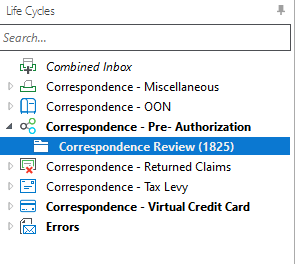 Life Cycles
Search...
Combined Inbox
Correspondence - Miscellaneous
Correspondence - OON
Correspondence - Pre- Authorization
Correspondence Review (1825)
Correspondence - Returned Claims
Correspondence - Tax Levy
Correspondence - Virtual Credit Card
Errors